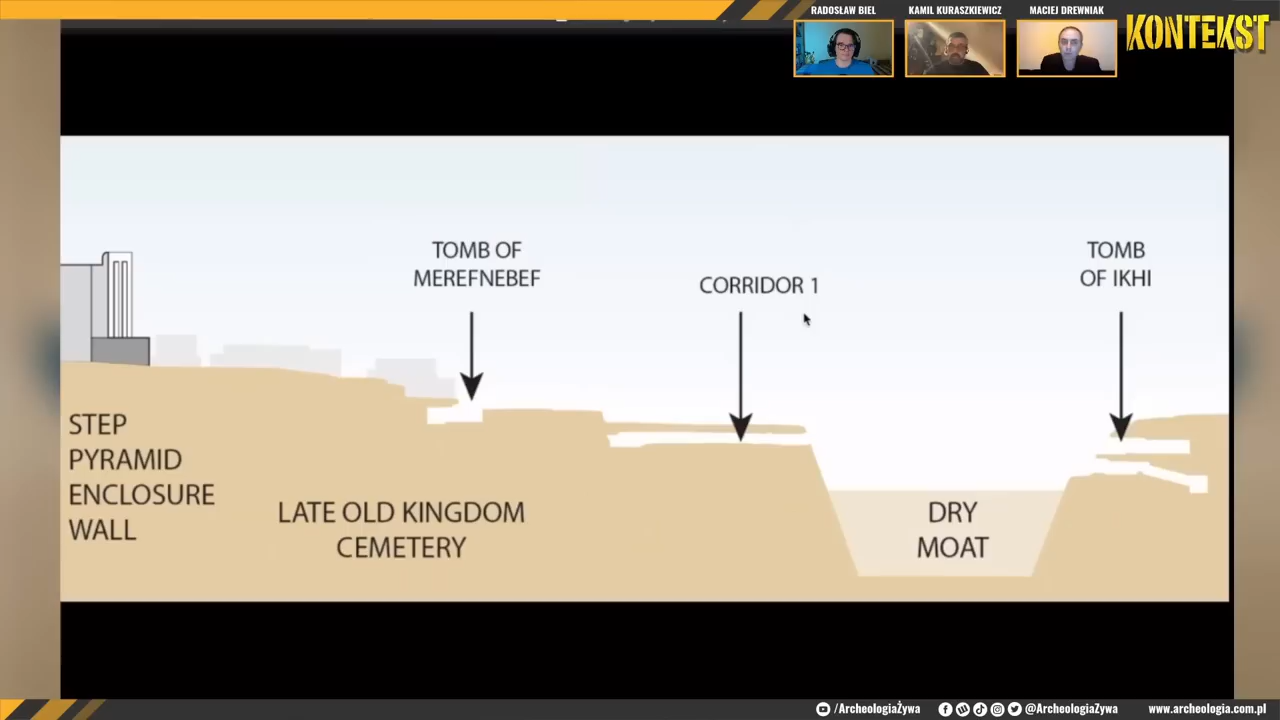 RADOSŁAW BIEL
KAMIL KURASZKIEWICZ
MACIEJ DREWNIAK
KONTEKST
TOMB OF
MEREFNEBEF
CORRIDOR 1
TOMB
OF IKHI
STEP
PYRAMID
ENCLOSURE
WALL
LATE OLD KINGDOM
CEMETERY
DRY
MOAT
/ArcheologiaŻywa
@ArcheologiaŻywa
www.archeologia.com.pl